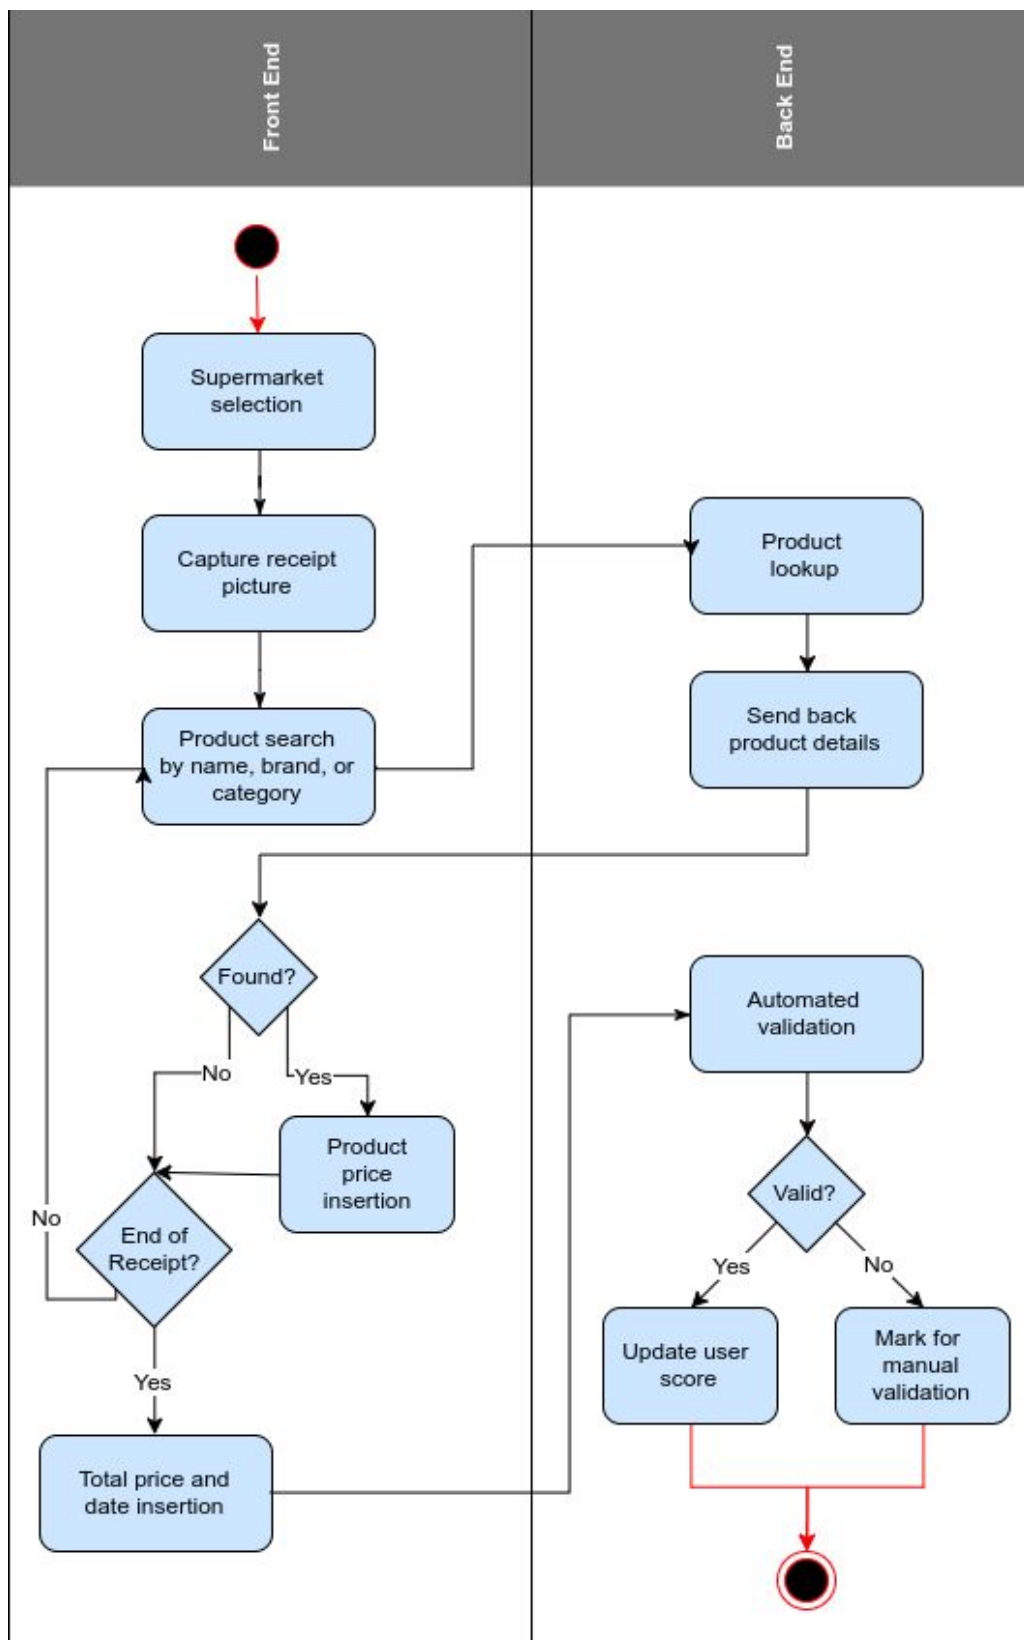 Front End
Back End
Supermarket
selection
Capture receipt
picture
Product search
by name, brand, or
category
Product
lookup
Send back
product details
Found?
No
Yes
Product
price
insertion
End of
Receipt?
No
Yes
Total price and
date insertion
Automated
validation
Valid?
Yes
No
Update user
score
Mark for
manual
validation